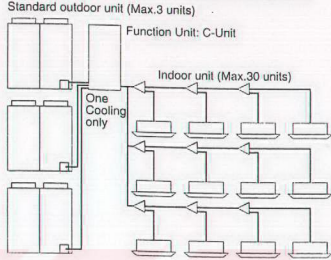 Standard outdoor unit (Max.3 units)
Function Unit: C-Unit
Indoor unit (Max.30 units)
One
Cooling
only